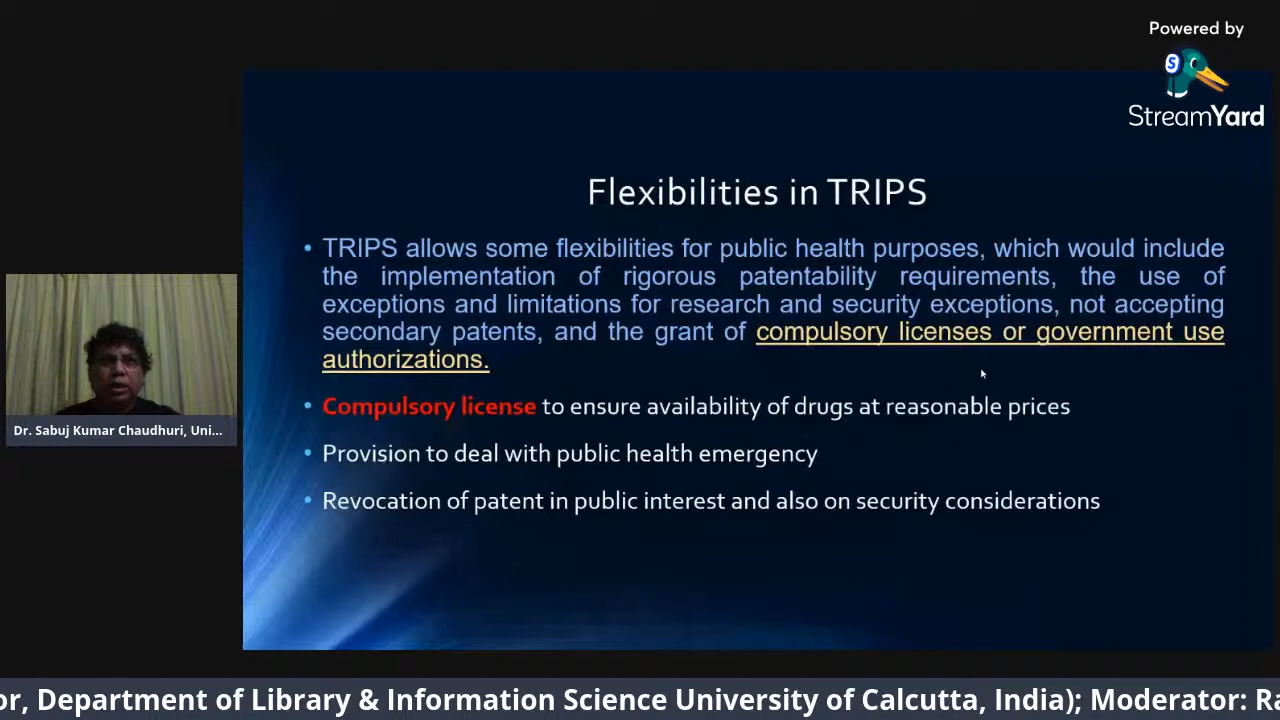 Powered by
S
StreamYard
Flexibilities in TRIPS
• TRIPS allows some flexibilities for public health purposes, which would include
the implementation of rigorous patentability requirements, the use of
exceptions and limitations for research and security exceptions, not accepting
secondary patents, and the grant of compulsory licenses or government use
authorizations.
• Compulsory license to ensure availability of drugs at reasonable prices
• Provision to deal with public health emergency
• Revocation of patent in public interest and also on security considerations
Dr. Sabuj Kumar Chaudhuri, Uni...
or, Department of Library & Information Science University of Calcutta, India); Moderator: Ra